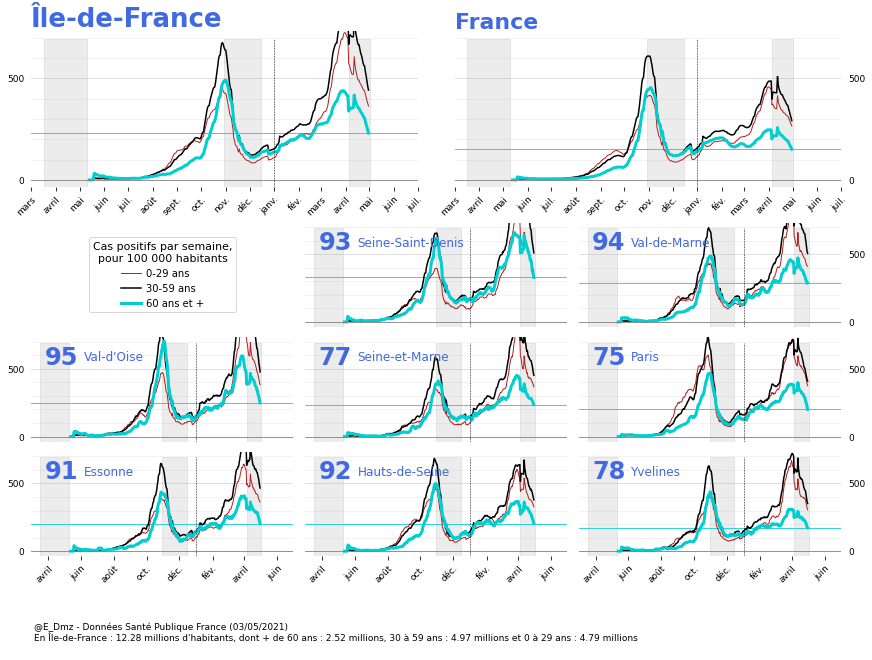 Île-de-France
France
500
0
500
0
mars avril mai juin juil. août sept. oct. nov. déc. janv. fév. mars avril mai juin juil.
mars avril mai juin juil. août sept. oct. nov. déc. janv. fév. mars avril mai juin juil.
Cas positifs par semaine,
pour 100 000 habitants
0-29 ans
30-59 ans
60 ans et +
93 Seine-Saint-Denis
94 Val-de-Marne
500
0
95 Val-d'Oise
77 Seine-et-Marne
75 Paris
500
0
500
0
91 Essonne
92 Hauts-de-Seine
78 Yvelines
500
0
500
0
avril juin août oct. déc. fév. avril juin
avril juin août oct. déc. fév. avril juin
avril juin août oct. déc. fév. avril juin
@E_Dmz - Données Santé Publique France (03/05/2021)
En Île-de-France : 12.28 millions d'habitants, dont + de 60 ans : 2.52 millions, 30 à 59 ans : 4.97 millions et 0 à 29 ans : 4.79 millions